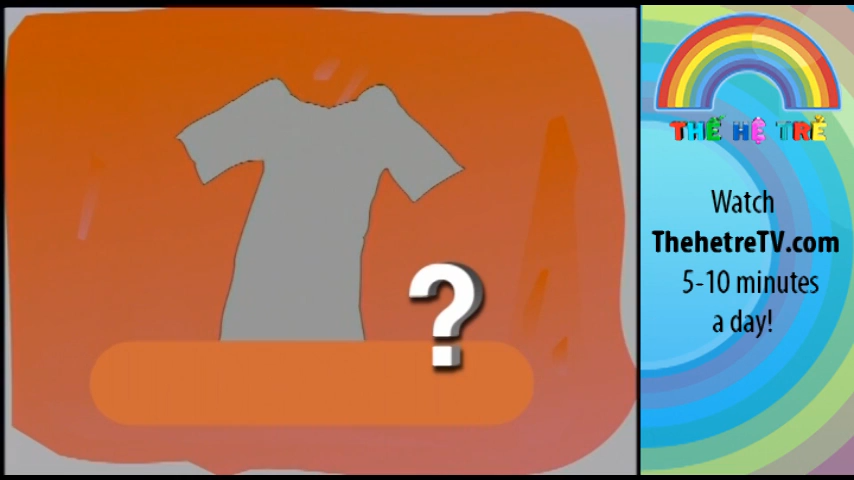 ?
THẾ HỆ TRẺ
Watch
ThehetreTV.com
5-10 minutes
a day!